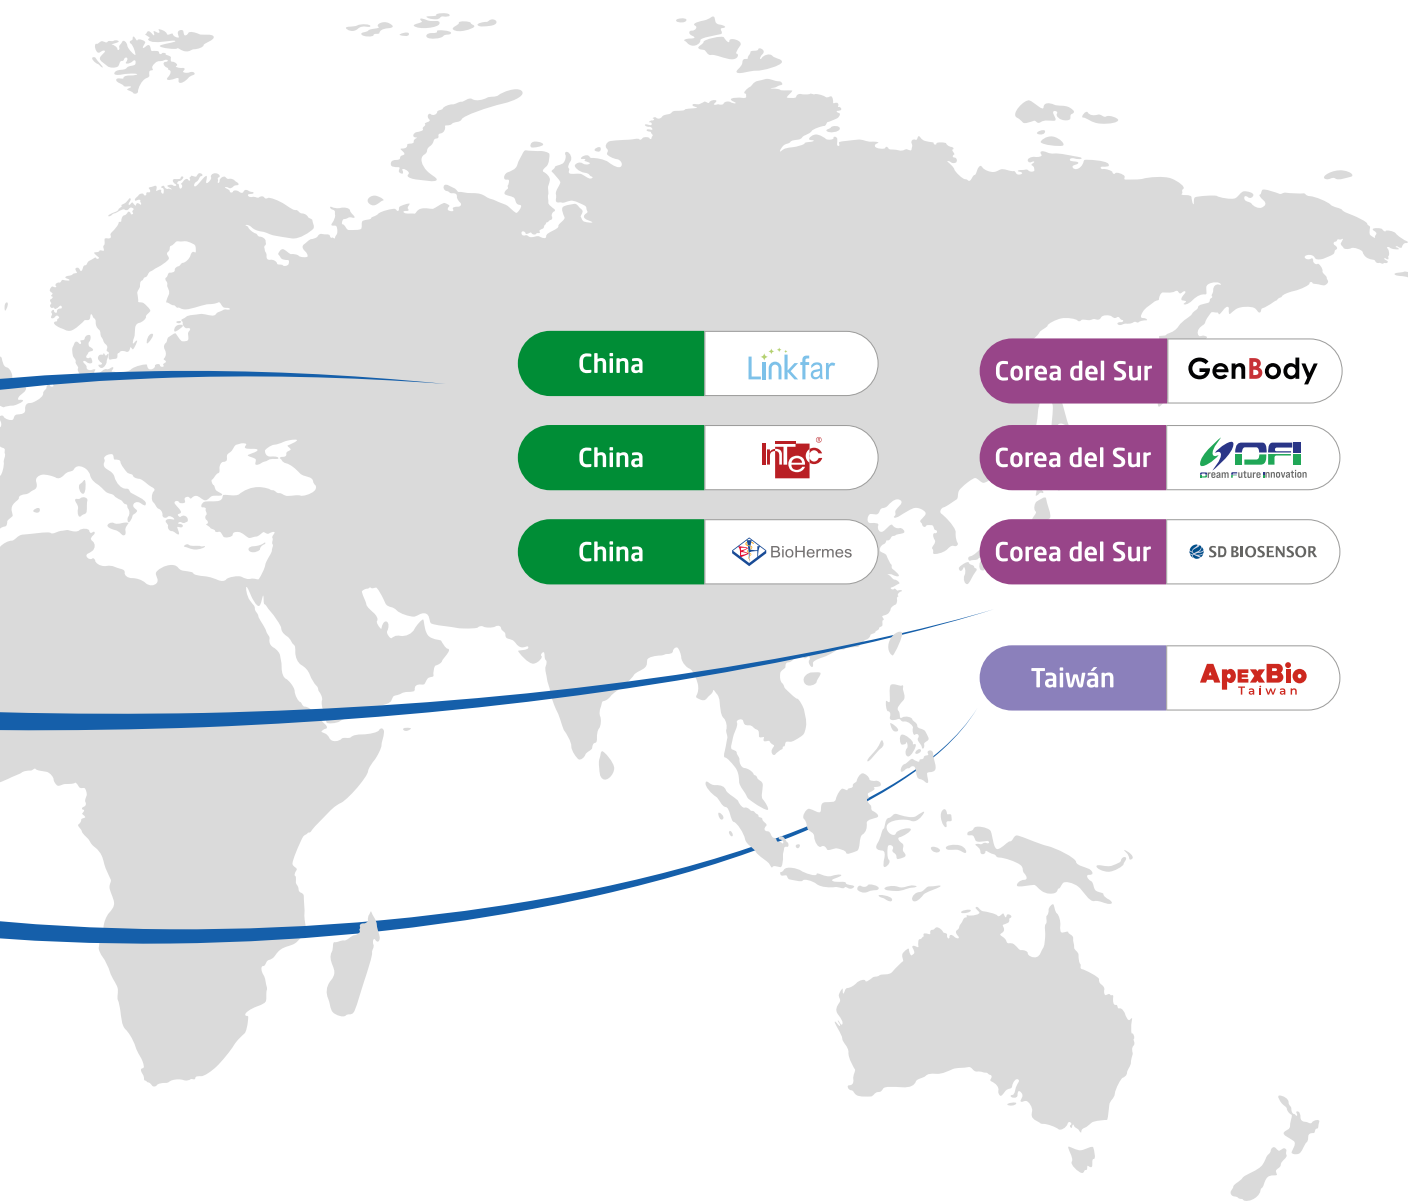 China
Linkfar
China
InTec®
China
BioHermes
Corea del Sur
GenBody
Corea del Sur
DFI
Dream Future Innovation
Corea del Sur
SD BIOSENSOR
Taiwán
ApexBio
Taiwan